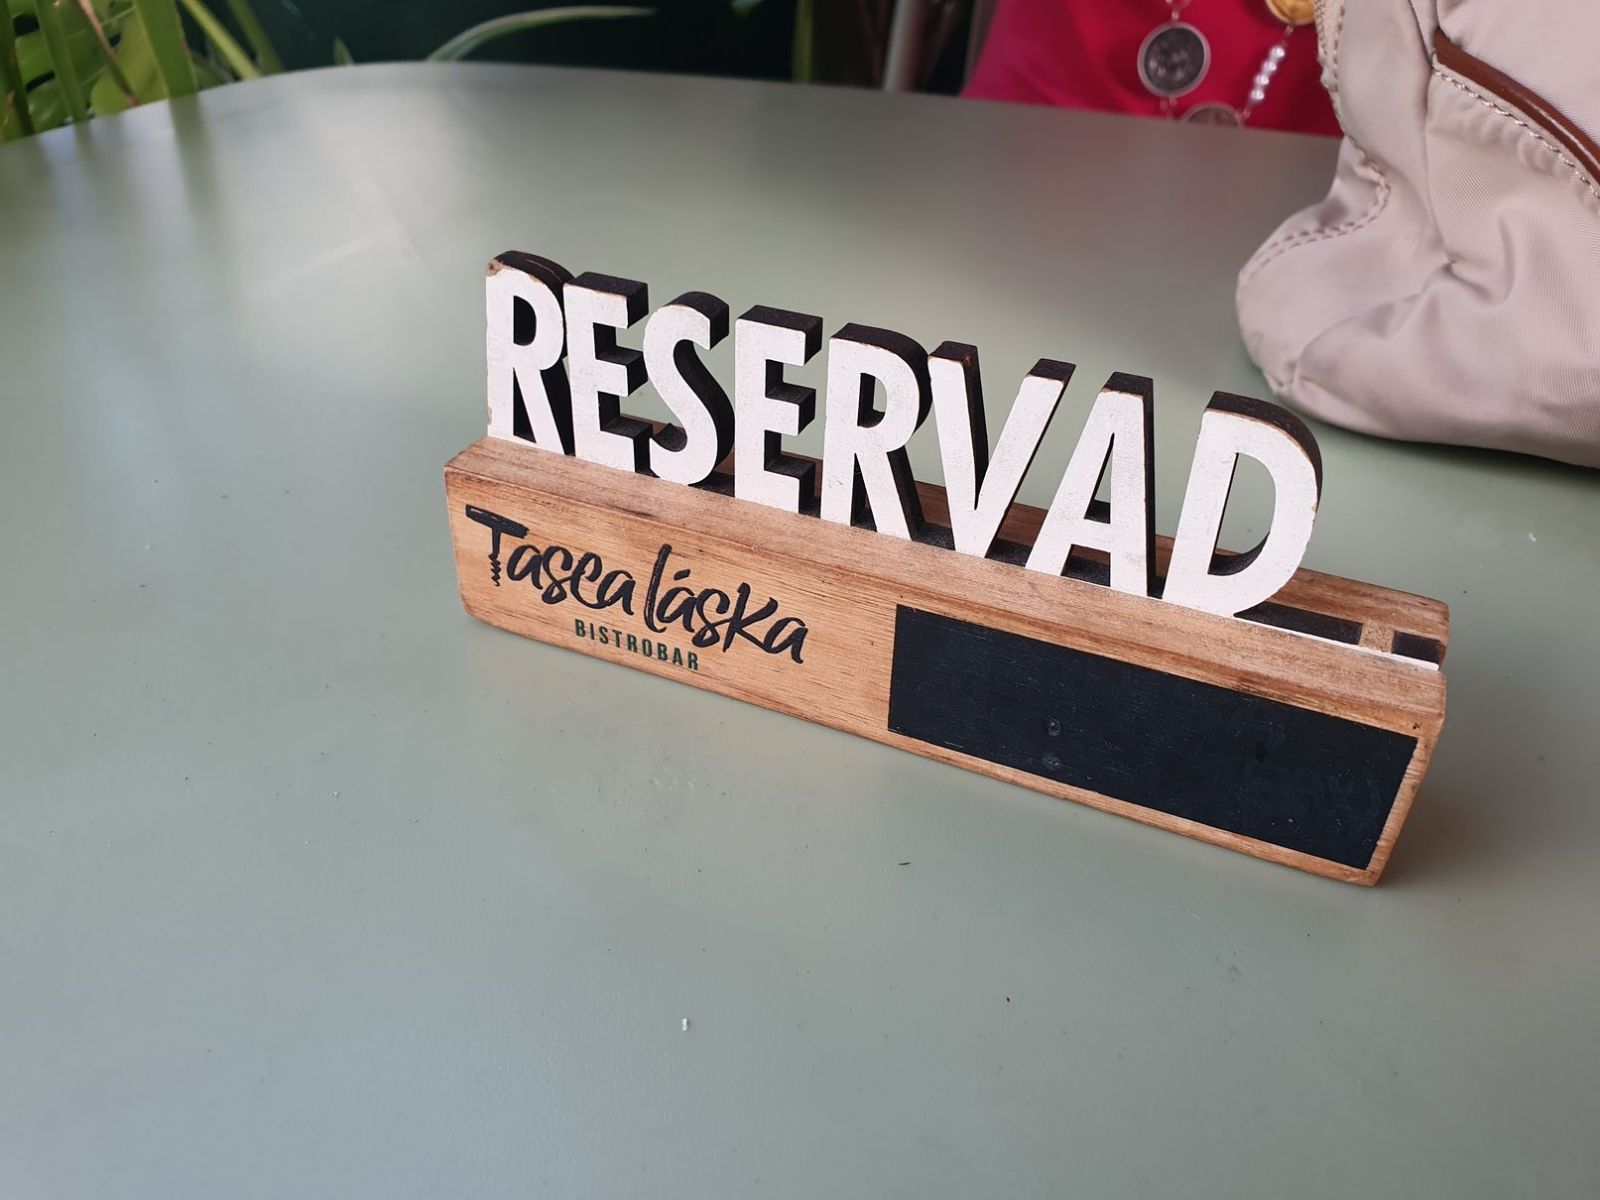 RESERVAD
Tasca láska
BISTROBAR